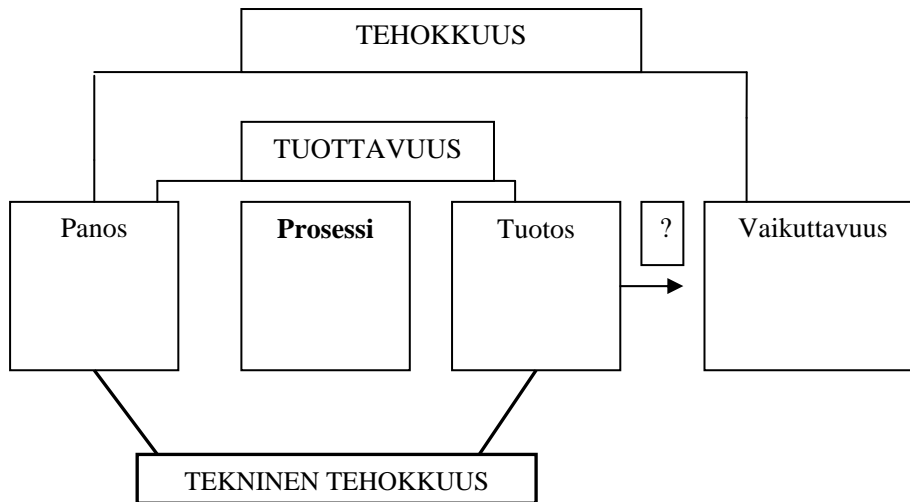 TEHOKKUUS
TUOTTAVUUS
Panos
Prosessi
Tuotos
?
Vaikuttavuus
TEKNINEN TEHOKKUUS